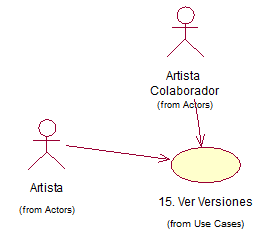 Artista
Colaborador
(from Actors)
Artista
(from Actors)
15. Ver Versiones
(from Use Cases)